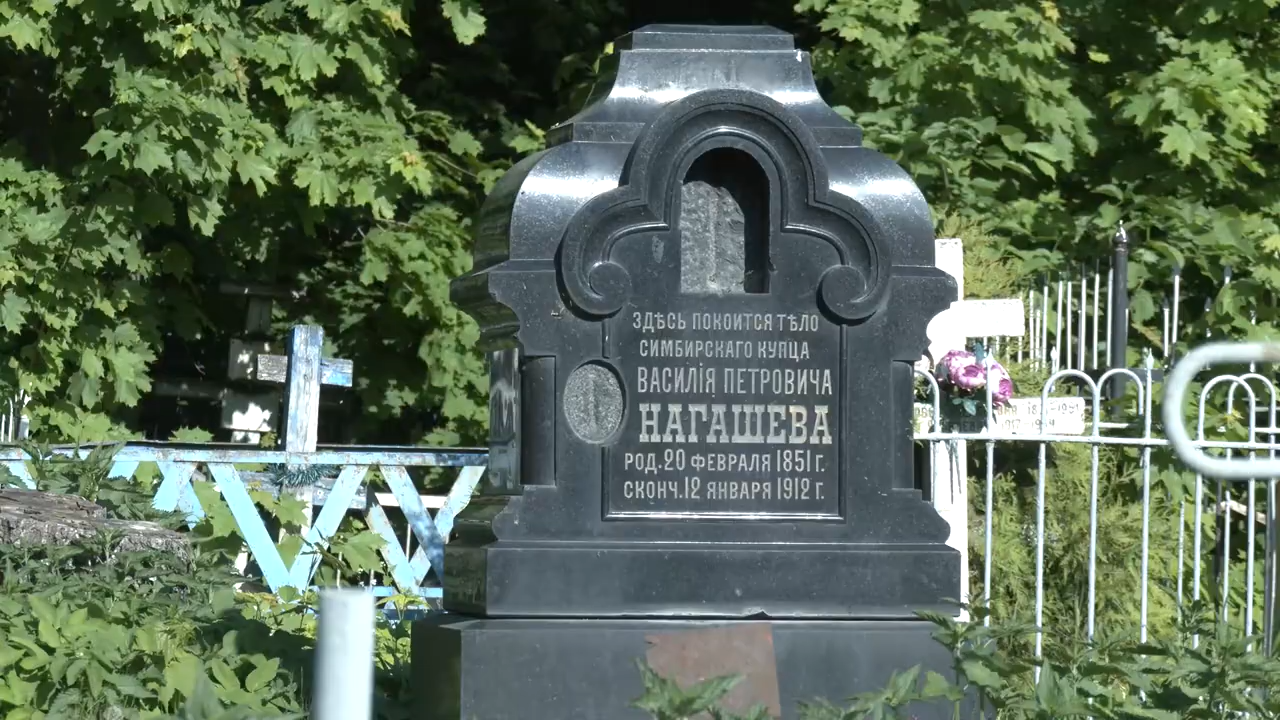 ЗДѢСЬ ПОКОИТСЯ ТѢЛО
СИМБИРСКАГО КУПЦА
ВАСИЛІЯ ПЕТРОВИЧА
НАГАШЕВА
РОД. 20 ФЕВРАЛЯ 1851 Г.
СКОНЧ. 12 ЯНВАРЯ 1912 Г.